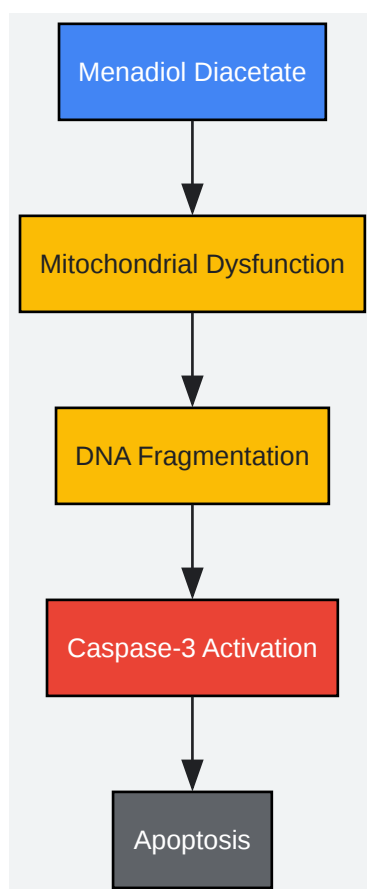 Menadiol Diacetate
Mitochondrial Dysfunction
DNA Fragmentation
Caspase-3 Activation
Apoptosis